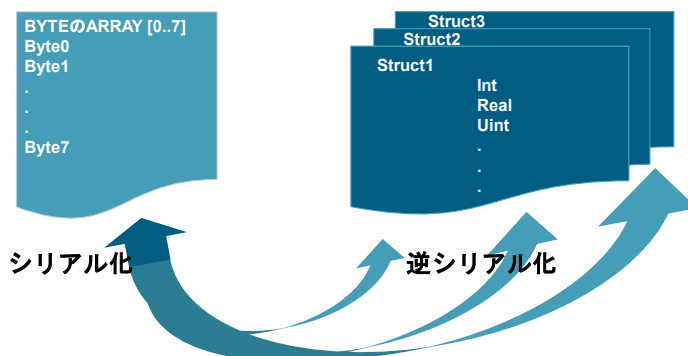 BYTEのARRAY [0..7]
Byte0
Byte1
.
.
.
Byte7
Struct3
Struct2
Struct1
Int
Real
Uint
.
.
.
シリアル化
逆シリアル化